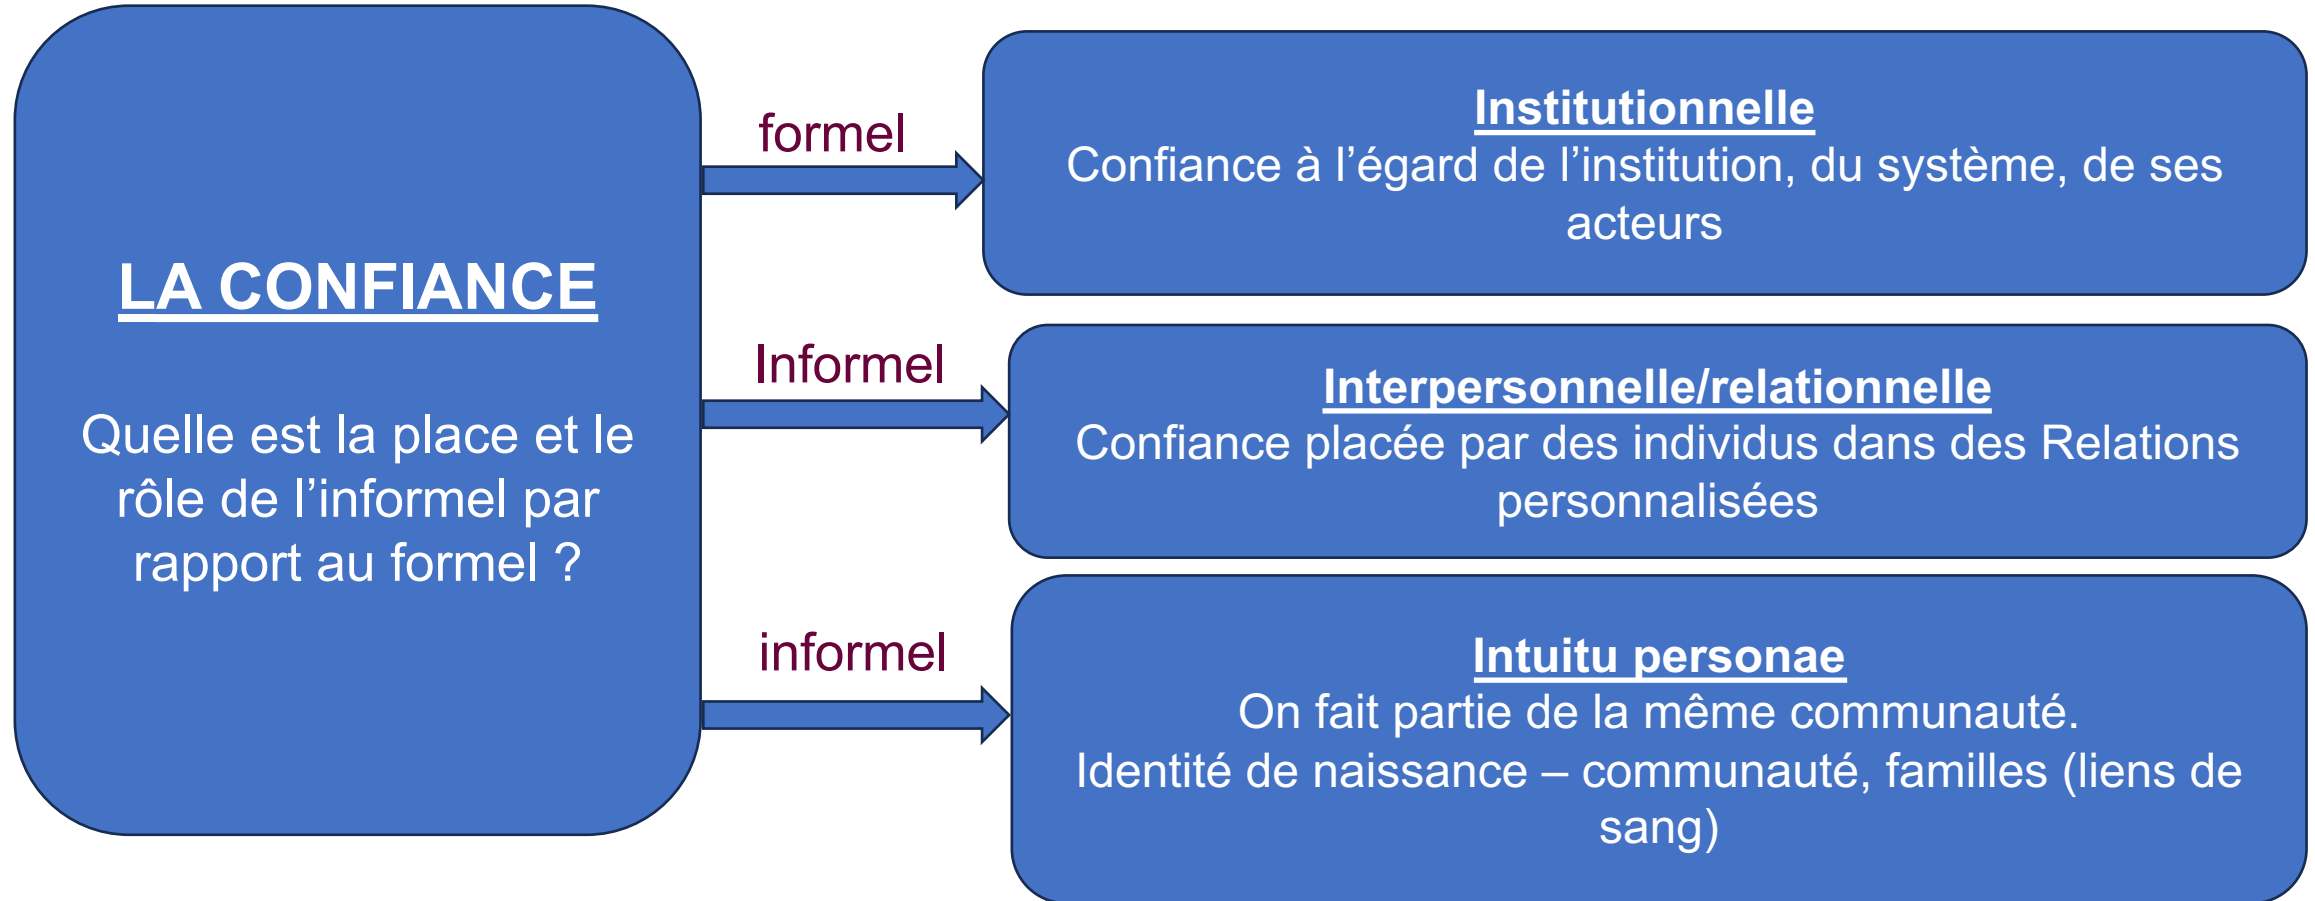 LA CONFIANCE
Quelle est la place et le
rôle de l’informel par
rapport au formel ?
formel
Institutionnelle
Confiance à l’égard de l’institution, du système, de ses
acteurs
Informel
Interpersonnelle/relationnelle
Confiance placée par des individus dans des Relations
personnalisées
informel
Intuitu personae
On fait partie de la même communauté.
Identité de naissance – communauté, familles (liens de
sang)